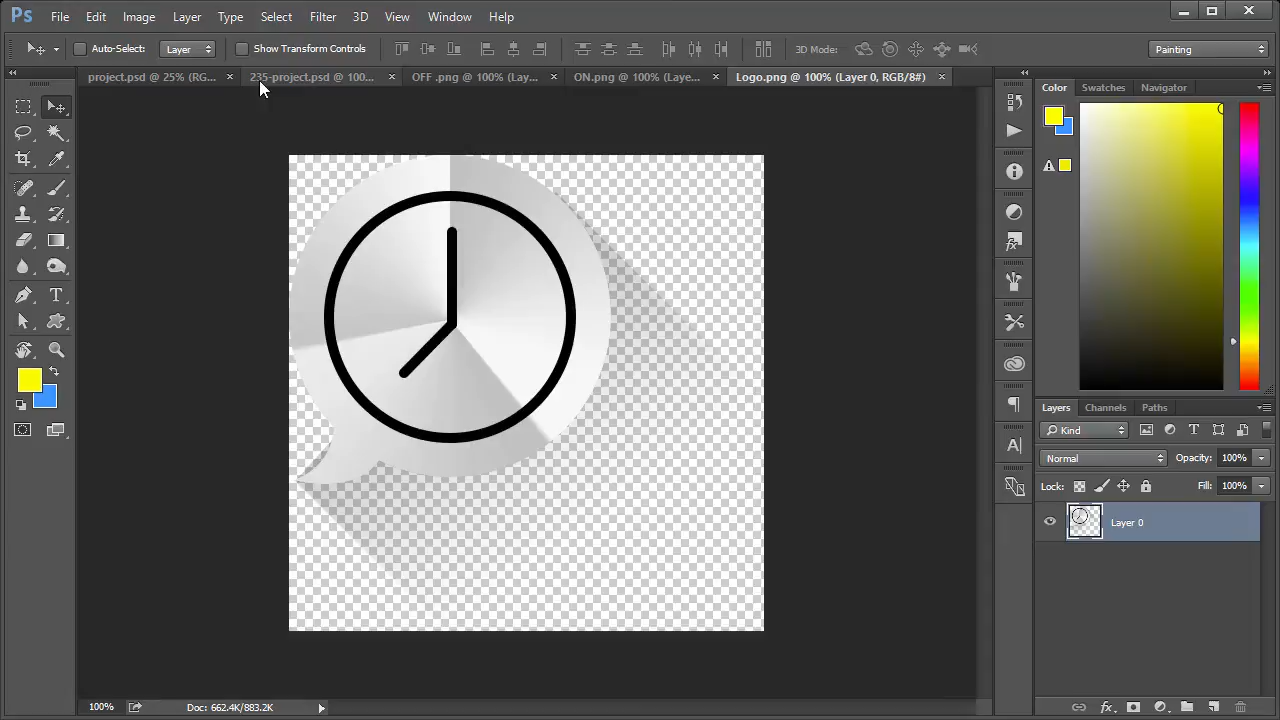 Ps File Edit Image Layer Type Select Filter 3D View Window Help
Auto-Select: Layer Show Transform Controls 3D Mode: Painting
project.psd @ 25% (RG... 235-project.psd @ 100... OFF .png @ 100% (Lay... ON.png @ 100% (Laye... Logo.png @ 100% (Layer 0, RGB/8#)
Color Swatches Navigator
Layers Channels Paths
Kind
Normal Opacity: 100%
Lock: Fill: 100%
Layer 0
100% Doc: 662.4K/883.2K